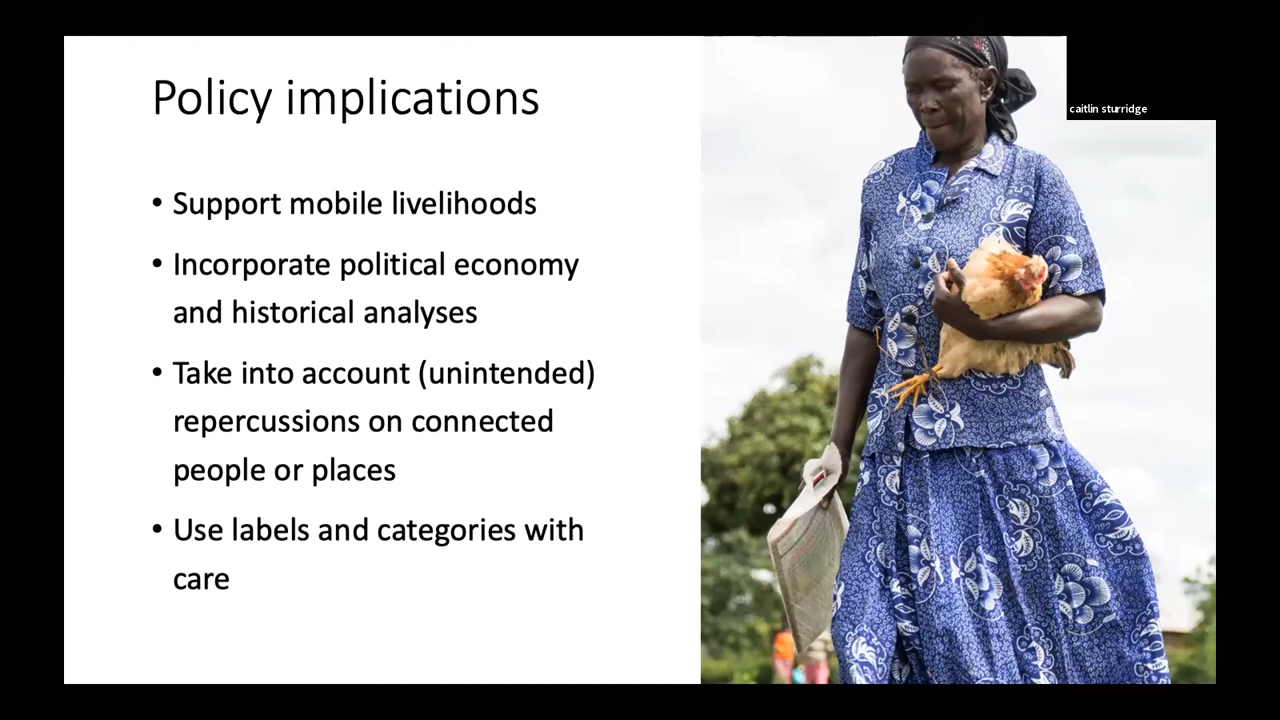 Policy implications
• Support mobile livelihoods
• Incorporate political economy
and historical analyses
• Take into account (unintended)
repercussions on connected
people or places
• Use labels and categories with
care
caitlin sturridge